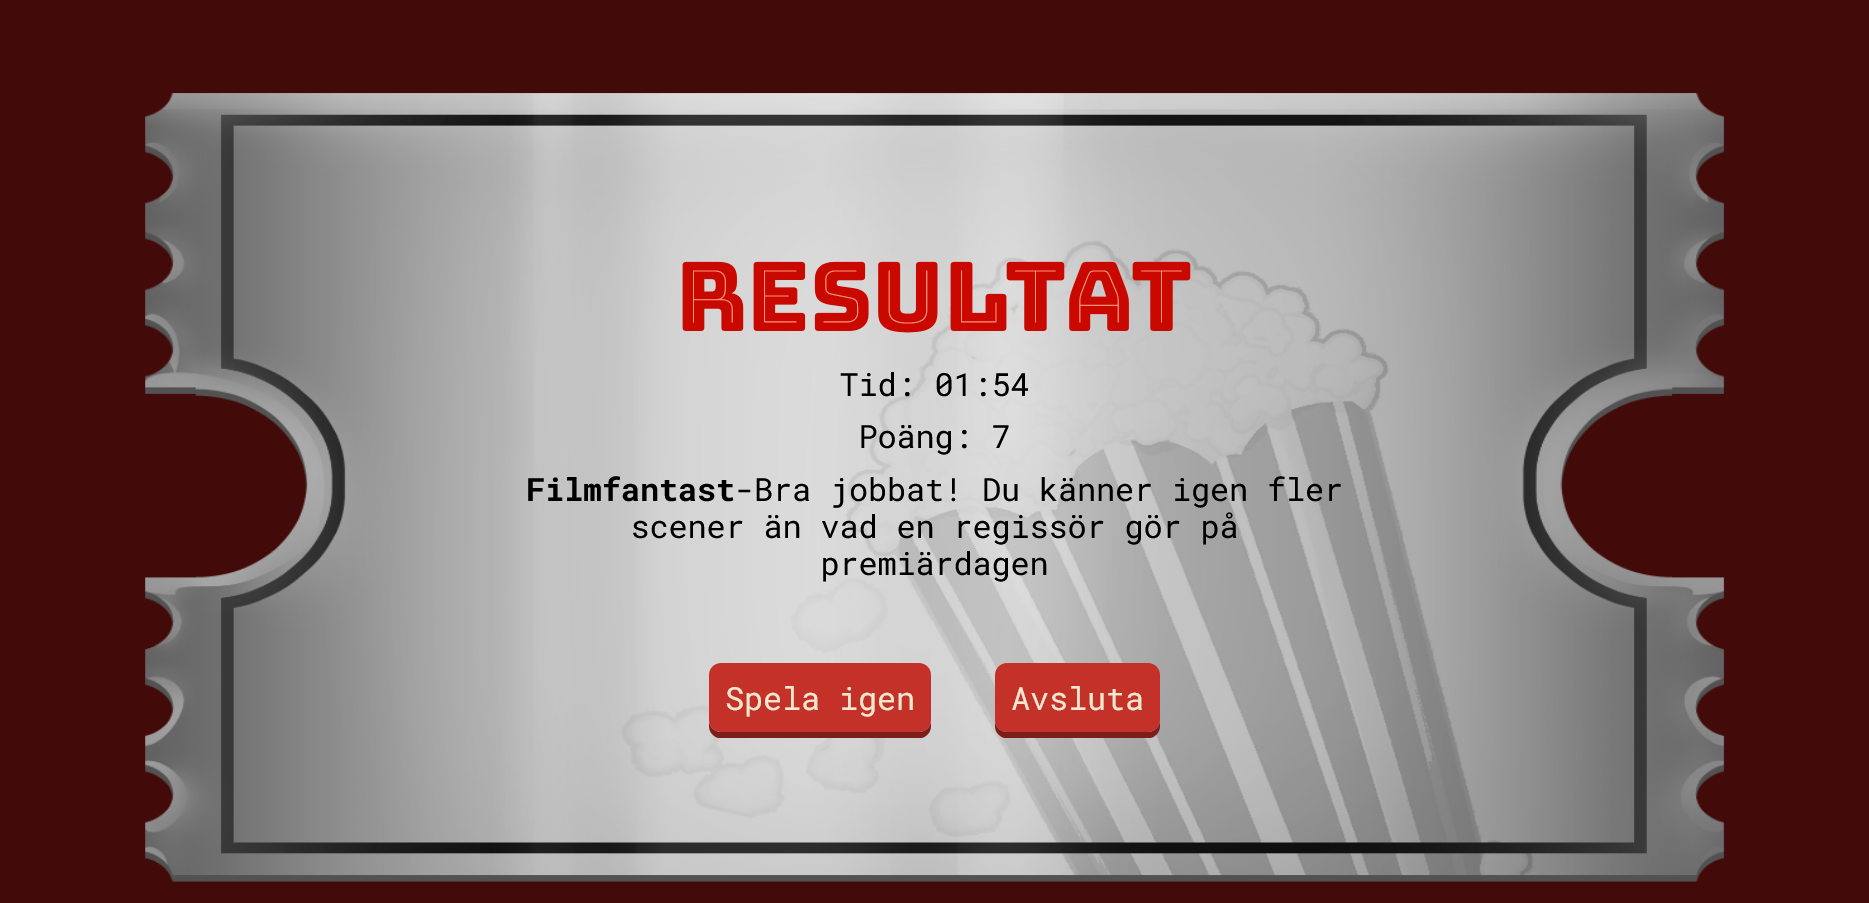 RESULTAT
Tid: 01:54
Poäng: 7
Filmfantast-Bra jobbat! Du känner igen fler
scener än vad en regissör gör på
premiärdagen
Spela igen
Avsluta